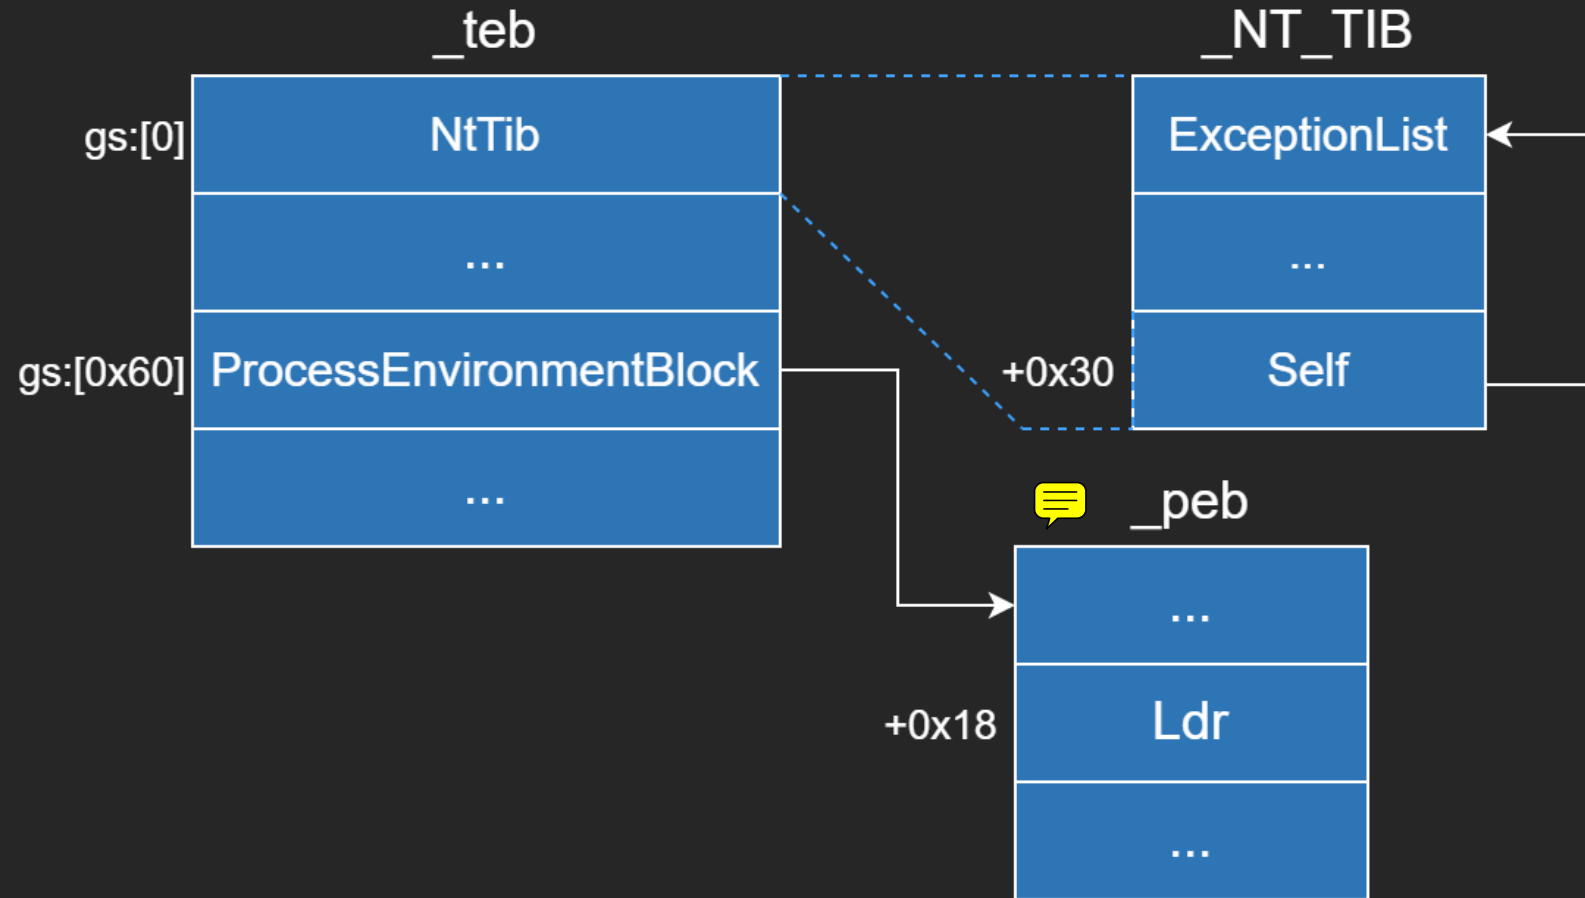 _teb
_NT_TIB
gs:[0]
NtTib
ExceptionList
...
...
gs:[0x60]
ProcessEnvironmentBlock
+0x30
Self
...
_peb
...
+0x18
Ldr
...